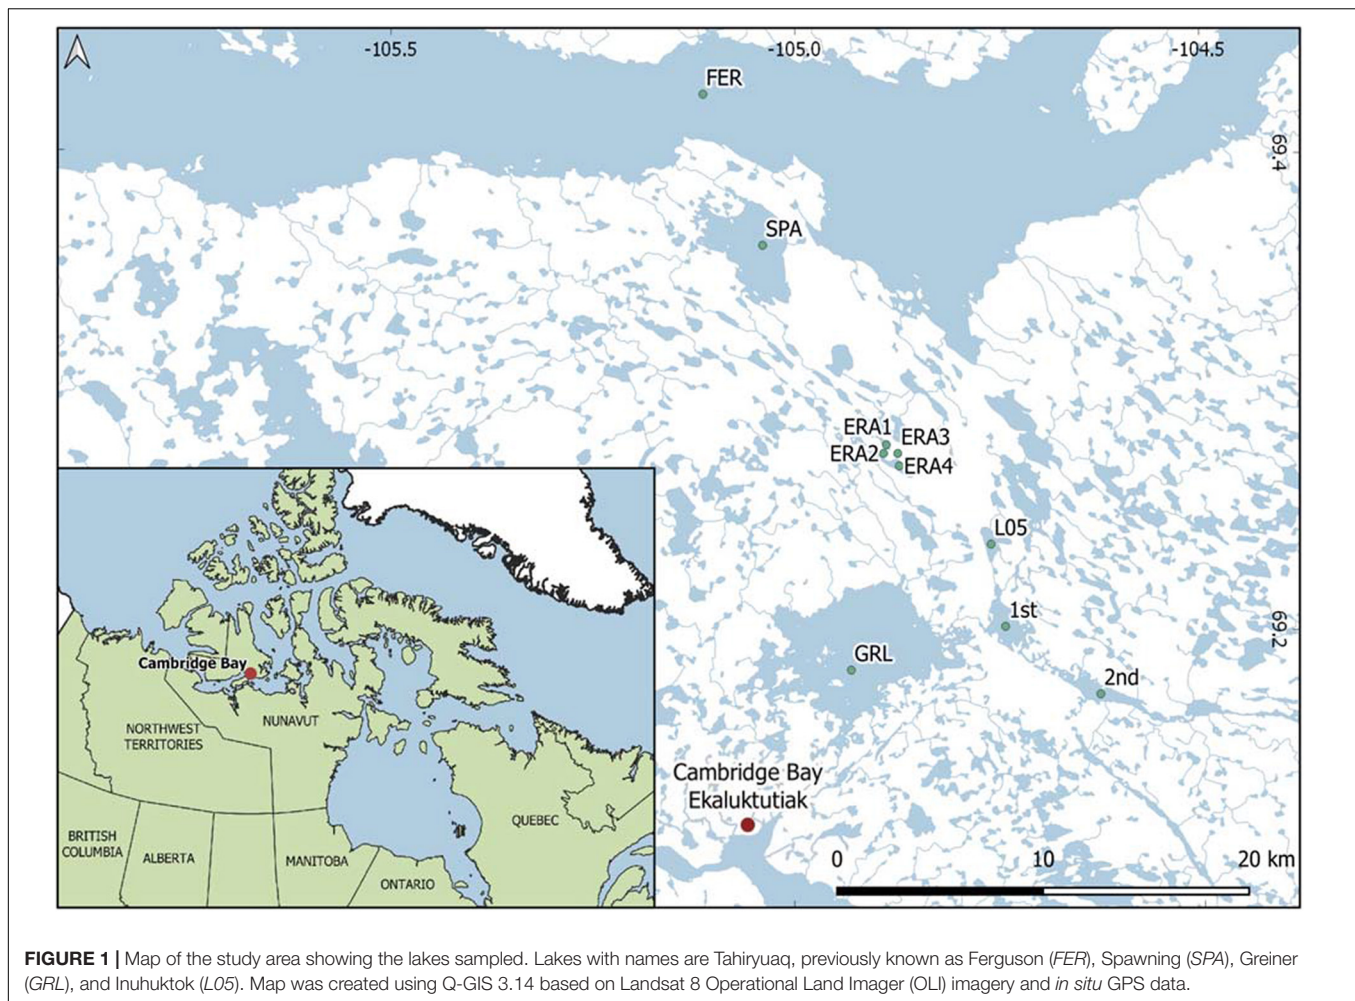 -105.5
-105.0
-104.5
FER
69.4
SPA
ERA1
ERA3
ERA2
ERA4
L05
1st
69.2
GRL
2nd
Cambridge Bay
Ekaluktutiak
0 10 20 km
Cambridge Bay
NUNAVUT
NORTHWEST
TERRITORIES
QUEBEC
BRITISH
COLUMBIA
ALBERTA
MANITOBA
ONTARIO
FIGURE 1 | Map of the study area showing the lakes sampled. Lakes with names are Tahiryuaq, previously known as Ferguson (FER), Spawning (SPA), Greiner
(GRL), and Inuhuktok (L05). Map was created using Q-GIS 3.14 based on Landsat 8 Operational Land Imager (OLI) imagery and in situ GPS data.